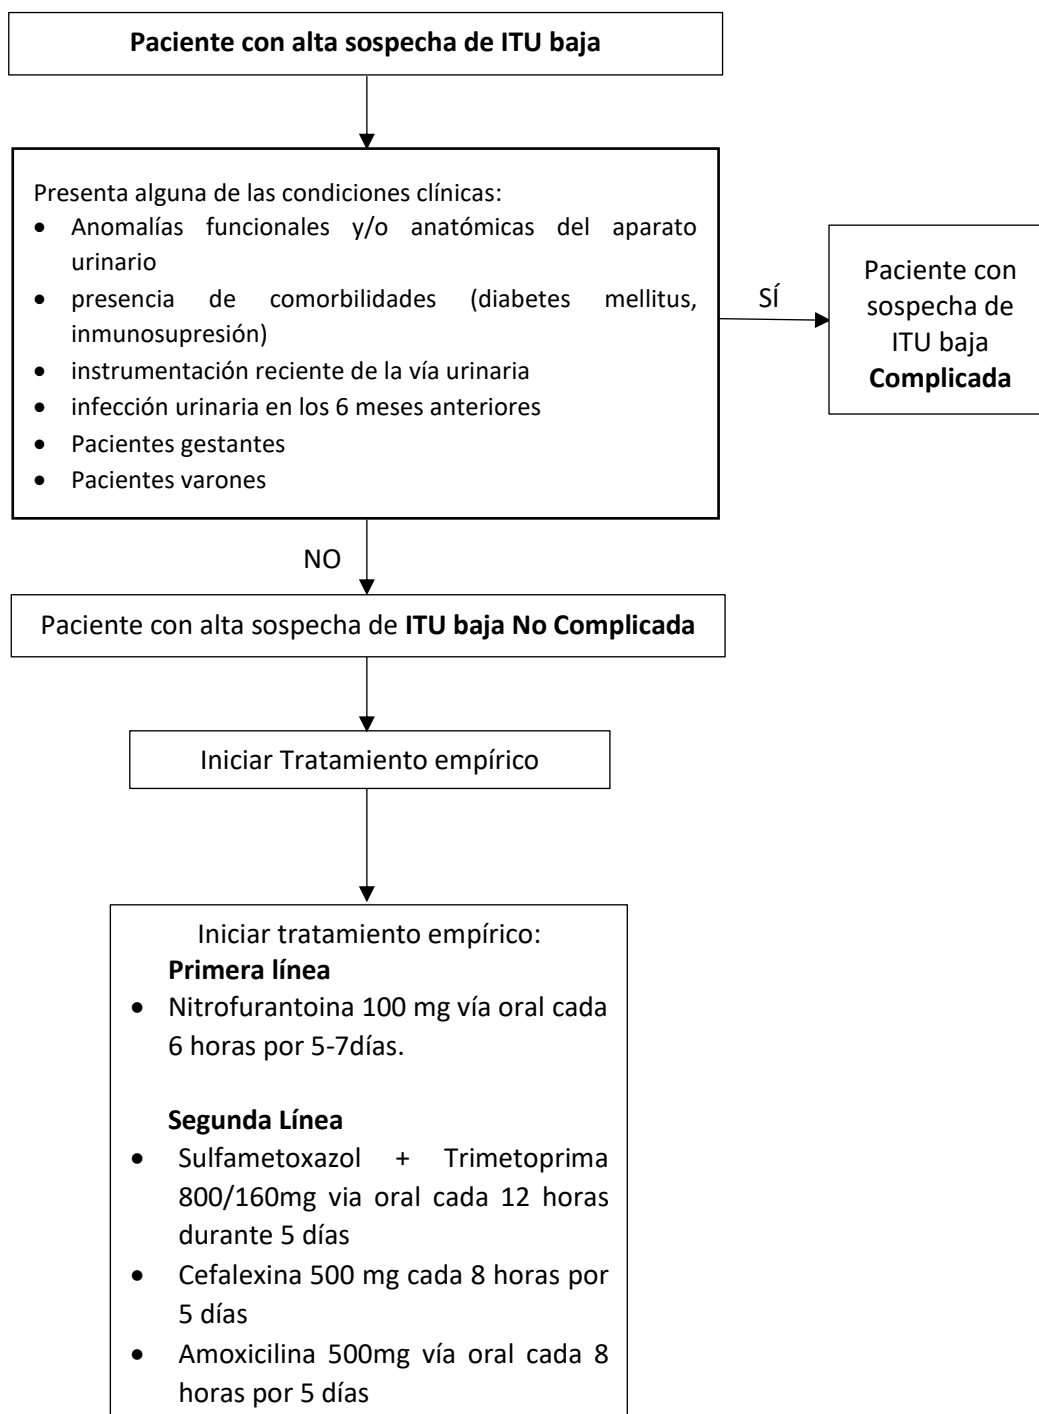 Paciente con alta sospecha de ITU baja
Presenta alguna de las condiciones clínicas:
• Anomalías funcionales y/o anatómicas del aparato
urinario
• presencia de comorbilidades (diabetes mellitus,
inmunosupresión)
• instrumentación reciente de la vía urinaria
• infección urinaria en los 6 meses anteriores
• Pacientes gestantes
• Pacientes varones
SÍ
Paciente con
sospecha de
ITU baja
Complicada
NO
Paciente con alta sospecha de ITU baja No Complicada
Iniciar Tratamiento empírico
Iniciar tratamiento empírico:
Primera línea
• Nitrofurantoina 100 mg vía oral cada
6 horas por 5-7días.
Segunda Línea
• Sulfametoxazol + Trimetoprima
800/160mg via oral cada 12 horas
durante 5 días
• Cefalexina 500 mg cada 8 horas por
5 días
• Amoxicilina 500mg vía oral cada 8
horas por 5 días